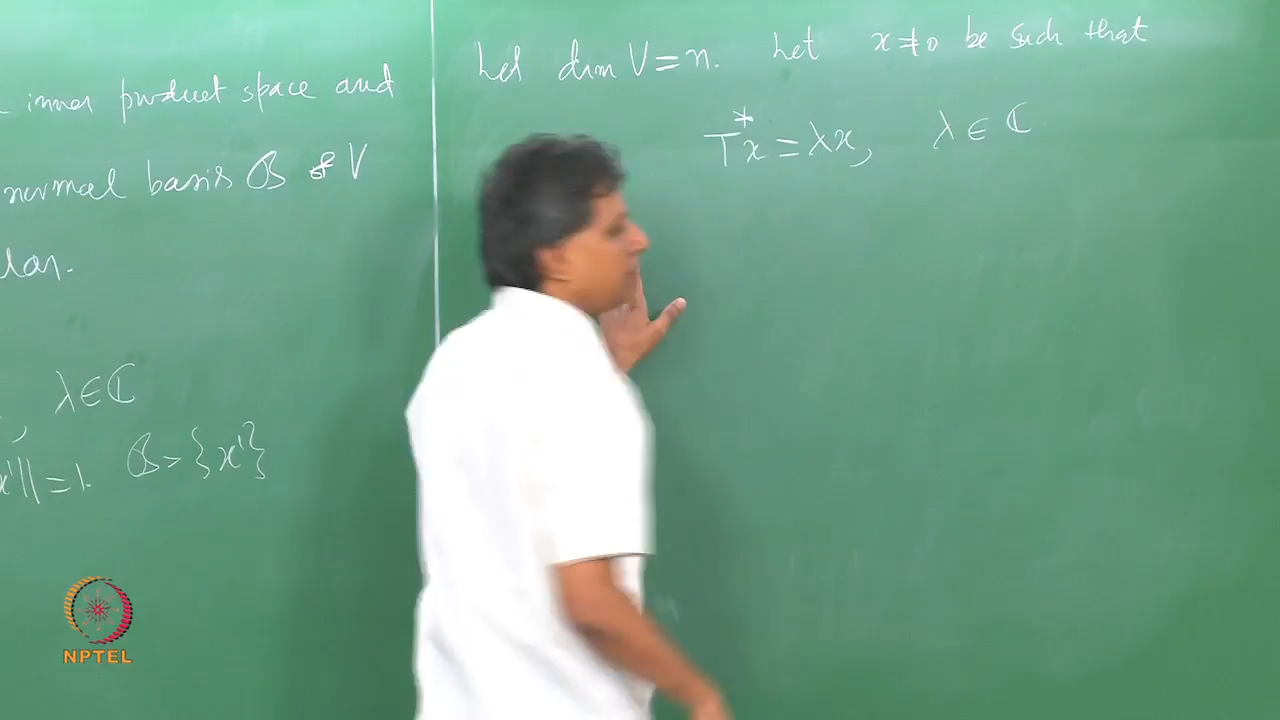 inner product space and
normal basis ℬ of V
lar.
, λ∈ℂ
x'||=1. ℬ = {x'}
Let dim V=n. Let x≠0 be such that
T*x = λx, λ∈ℂ
NPTEL